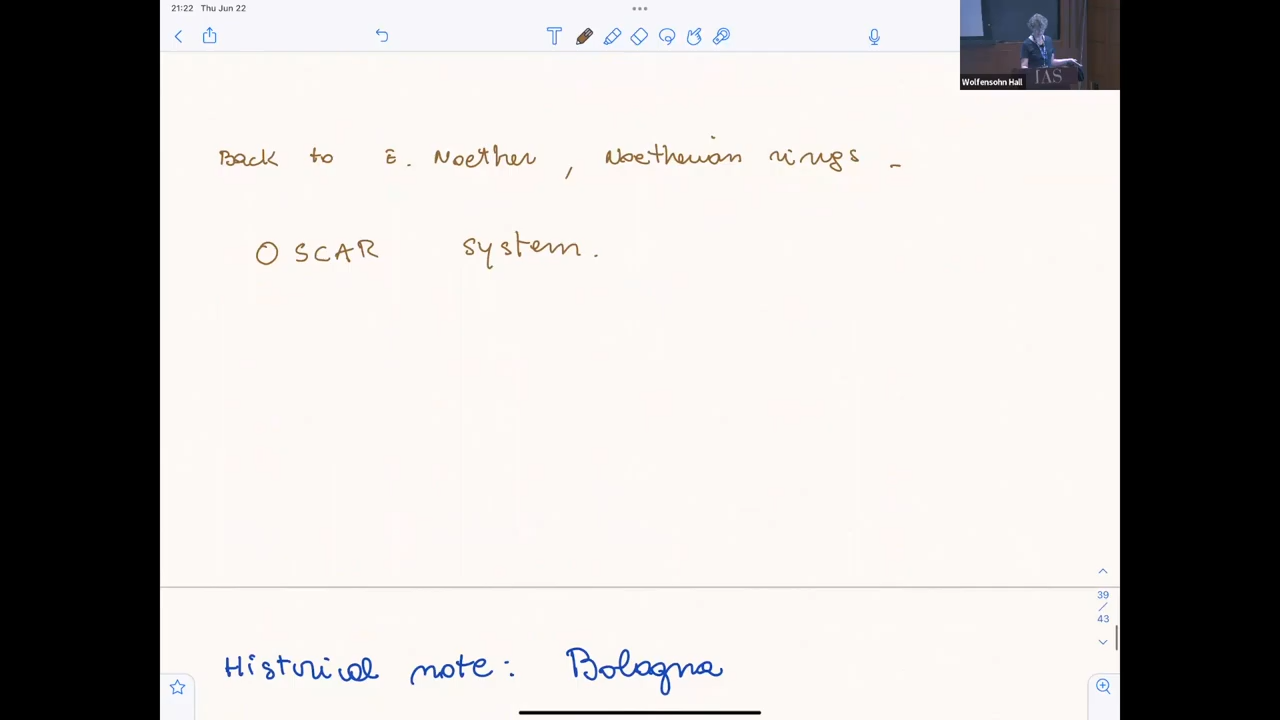 21:22 Thu Jun 22
Wolfensohn Hall
IAS
Back to E. Noether, Noetherian rings -
OSCAR system.
39
/
43
Historical note: Bologna